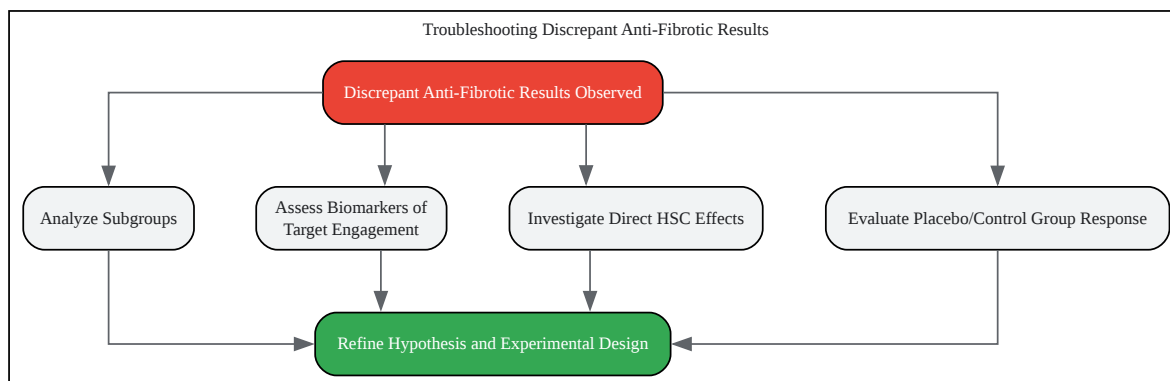 Troubleshooting Discrepant Anti-Fibrotic Results
Discrepant Anti-Fibrotic Results Observed
Analyze Subgroups
Assess Biomarkers of
Target Engagement
Investigate Direct HSC Effects
Evaluate Placebo/Control Group Response
Refine Hypothesis and Experimental Design